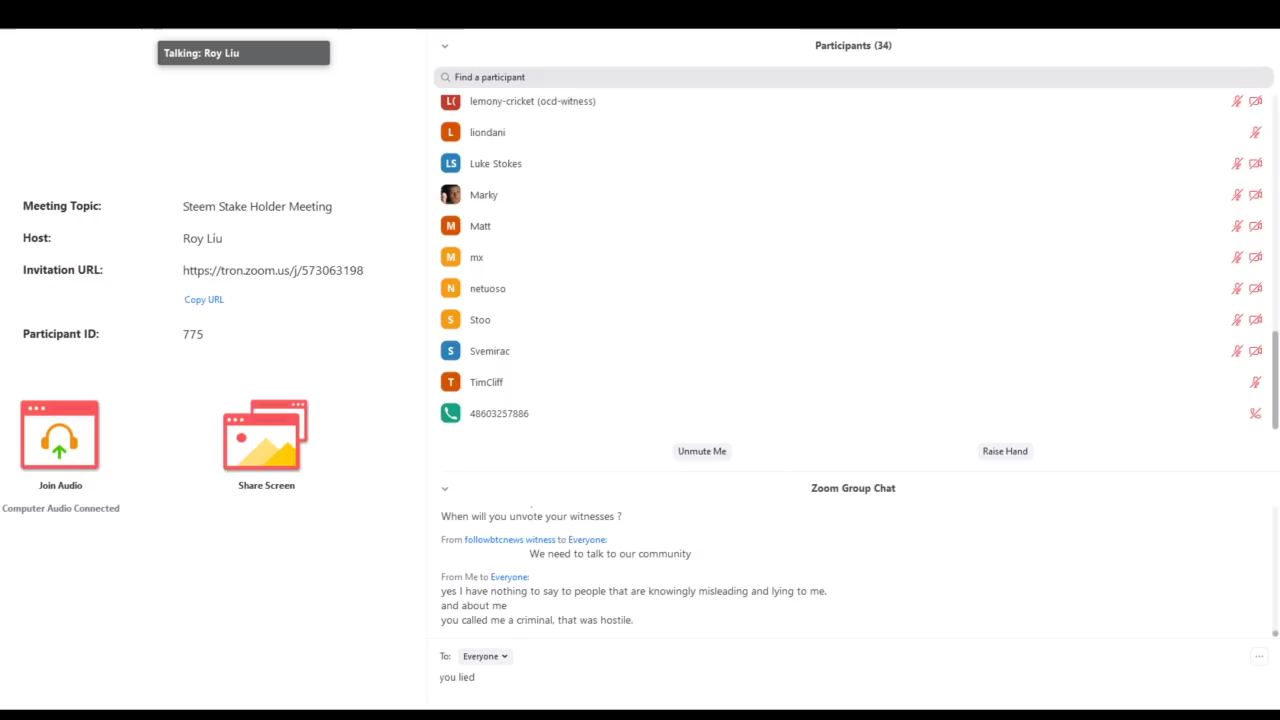 Talking: Roy Liu
Meeting Topic: Steem Stake Holder Meeting
Host: Roy Liu
Invitation URL: https://tron.zoom.us/j/573063198
Copy URL
Participant ID: 775
Join Audio
Share Screen
Computer Audio Connected
Participants (34)
Find a participant
L( lemony-cricket (ocd-witness)
L liondani
LS Luke Stokes
Marky
M Matt
M mx
N netuoso
S Stoo
S Svemirac
T TimCliff
48603257886
Unmute Me
Raise Hand
Zoom Group Chat
When will you unvote your witnesses ?
From followbtcnews witness to Everyone:
We need to talk to our community
From Me to Everyone:
yes I have nothing to say to people that are knowingly misleading and lying to me.
and about me
you called me a criminal, that was hostile.
To: Everyone
you lied